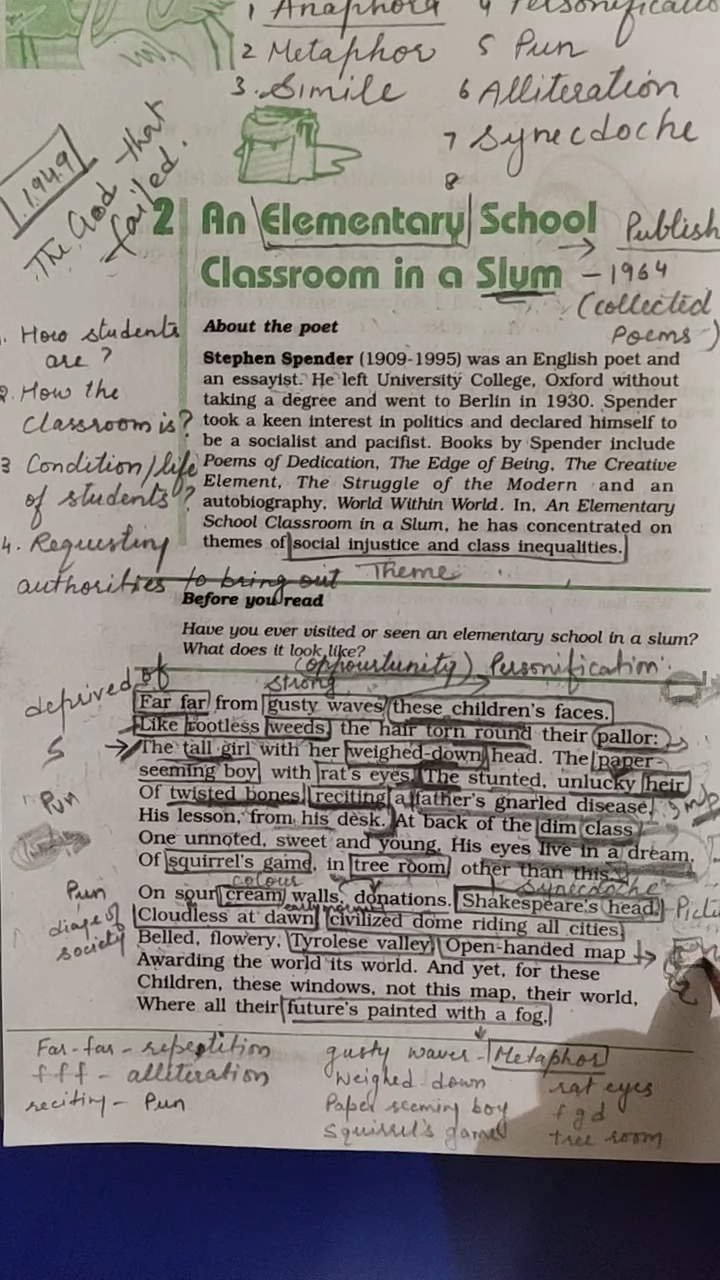 1 Anaphora 4 Personificatio
2 Metaphor 5 Pun
3. Simile 6 Alliteration
7 Synecdoche
8
1949
The God that failed.
2 An Elementary School
Classroom in a Slum
→ Publish
– 1964
(collected
Poems)
1. How students
are?
2. How the
Classroom is?
3 Condition/life
of students?
4. Requesting
authorities to bring out
About the poet
Stephen Spender (1909-1995) was an English poet and
an essayist. He left University College, Oxford without
taking a degree and went to Berlin in 1930. Spender
took a keen interest in politics and declared himself to
be a socialist and pacifist. Books by Spender include
Poems of Dedication, The Edge of Being, The Creative
Element, The Struggle of the Modern and an
autobiography, World Within World. In, An Elementary
School Classroom in a Slum, he has concentrated on
themes of social injustice and class inequalities.
Theme
Before you read
Have you ever visited or seen an elementary school in a slum?
What does it look like?
deprived of
(oppourtunity) Personification
strong
Far far from gusty waves these children's faces.
Like rootless weeds, the hair torn round their pallor:
S
The tall girl with her weighed-down head. The paper-
seeming boy, with rat's eyes. The stunted, unlucky heir
Pun
Of twisted bones, reciting a father's gnarled disease,
His lesson, from his desk. At back of the dim class
One unnoted, sweet and young. His eyes live in a dream,
Of squirrel's game, in tree room, other than this.
colour
Synecdoche
Pun
On sour cream walls, donations. Shakespeare's head,
early morning
Cloudless at dawn, civilized dome riding all cities.
society
Belled, flowery, Tyrolese valley. Open-handed map
Awarding the world its world. And yet, for these
Children, these windows, not this map, their world,
Where all their future's painted with a fog,
Far-far – repetition
fff – alliteration
reciting – Pun
gusty waves – Metaphor
Weighed down
Paper seeming boy
Squirrel's game
rat eyes
f g d
tree room